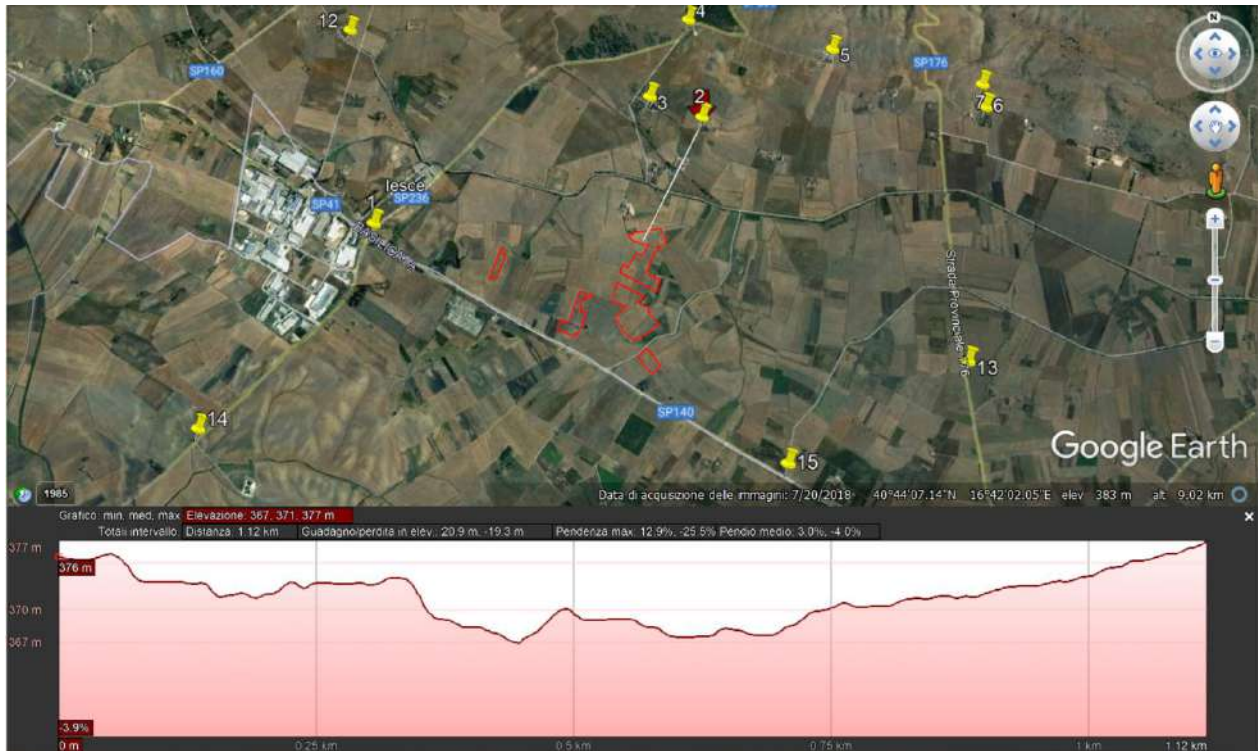 12
4
SP160
5
SP176
3
2
7
6
Iesce
SP41
SP236
1
Strada Provinciale 176
13
SP140
14
15
Google Earth
N
1985
Data di acquisizione delle immagini: 7/20/2018 40°44'07.14"N 16°42'02.05"E elev 383 m alt 9.02 km
Grafico: min, med, max Elevazione: 367, 371, 377 m
Totali intervallo: Distanza: 1.12 km Guadagno/perdita in elev.: 20.9 m, -19.3 m Pendenza max: 12.9%, -25.5% Pendio medio: 3.0%, -4.0%
377 m
376 m
370 m
367 m
-3.9%
0 m 0.25 km 0.5 km 0.75 km 1 km 1.12 km